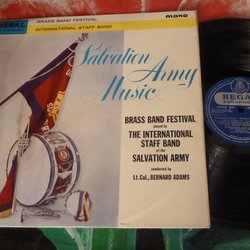 REGAL
BRASS BAND FESTIVAL
INTERNATIONAL STAFF BAND
mono
Salvation
Army
Music
BRASS BAND FESTIVAL
played by
THE INTERNATIONAL
STAFF BAND
of the
SALVATION ARMY
conducted by
Lt. Col., BERNARD ADAMS
REGAL